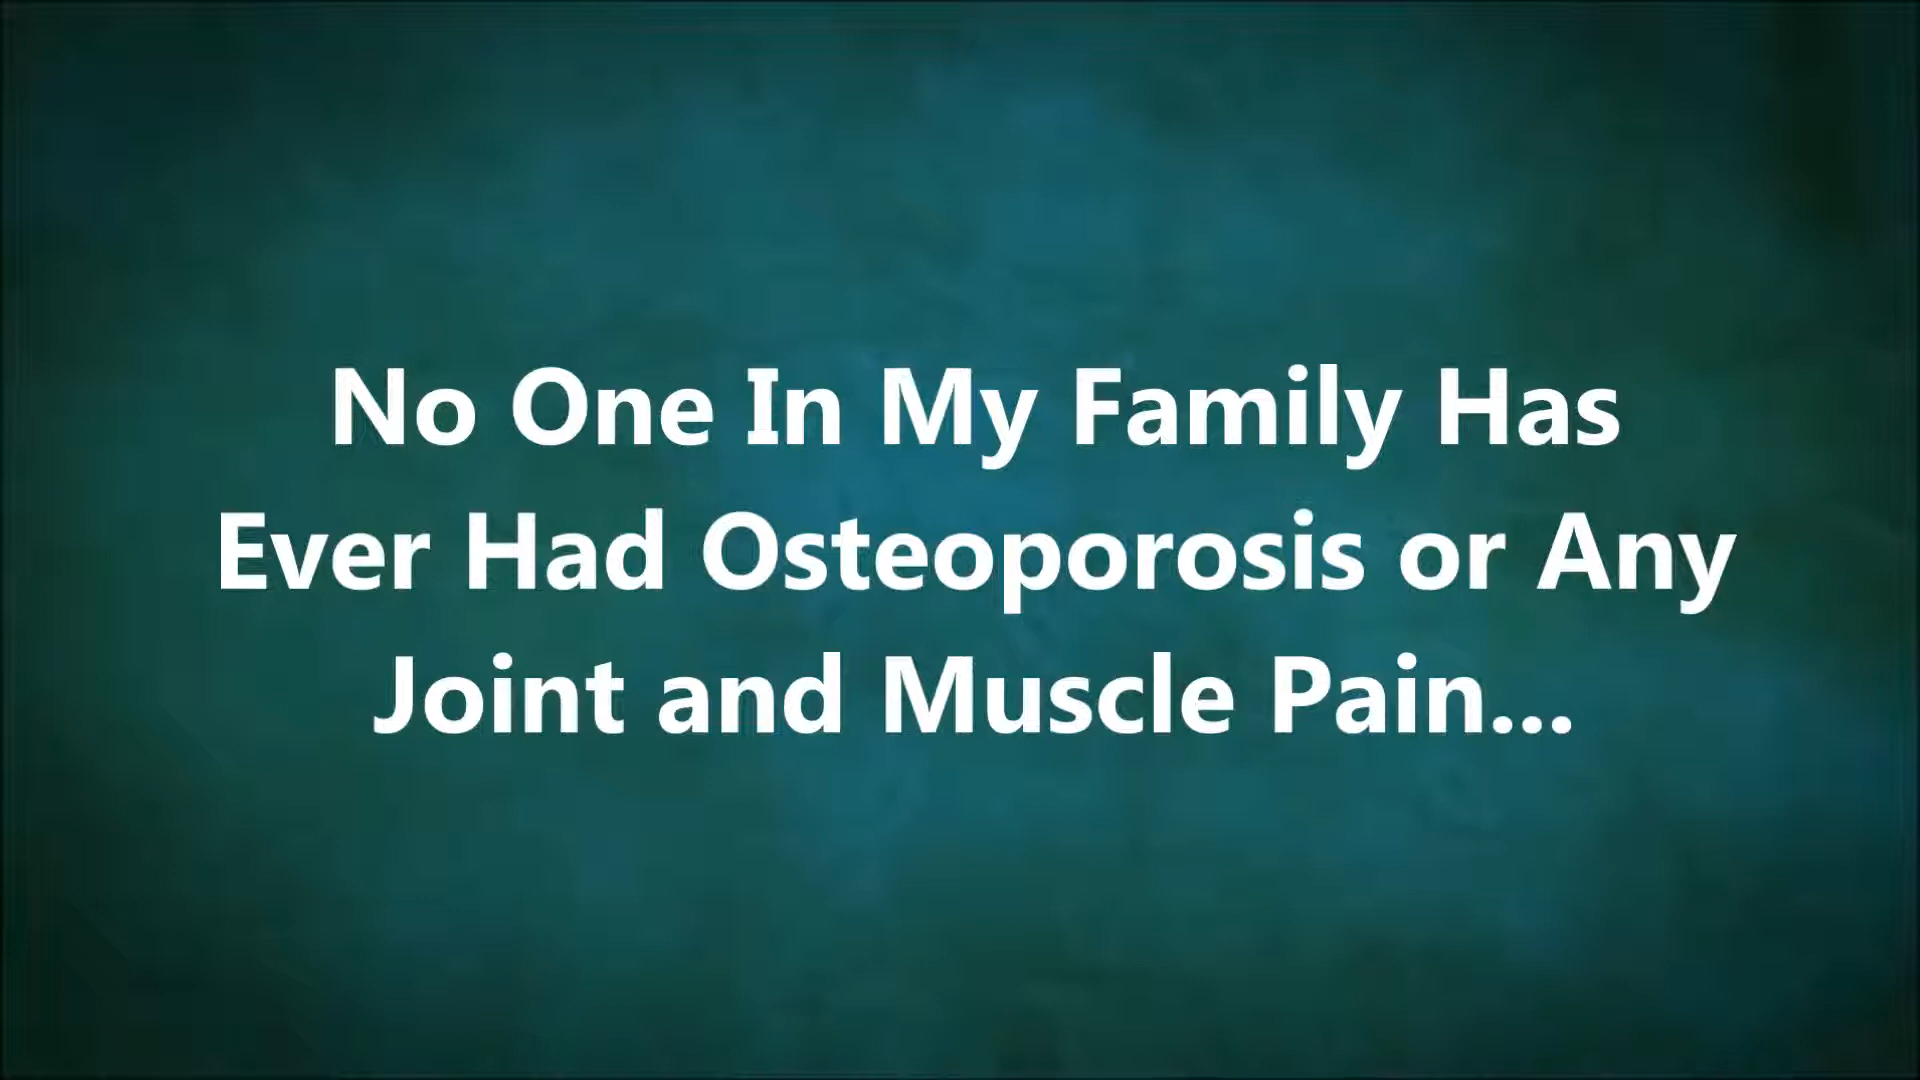 No One In My Family Has
Ever Had Osteoporosis or Any
Joint and Muscle Pain...